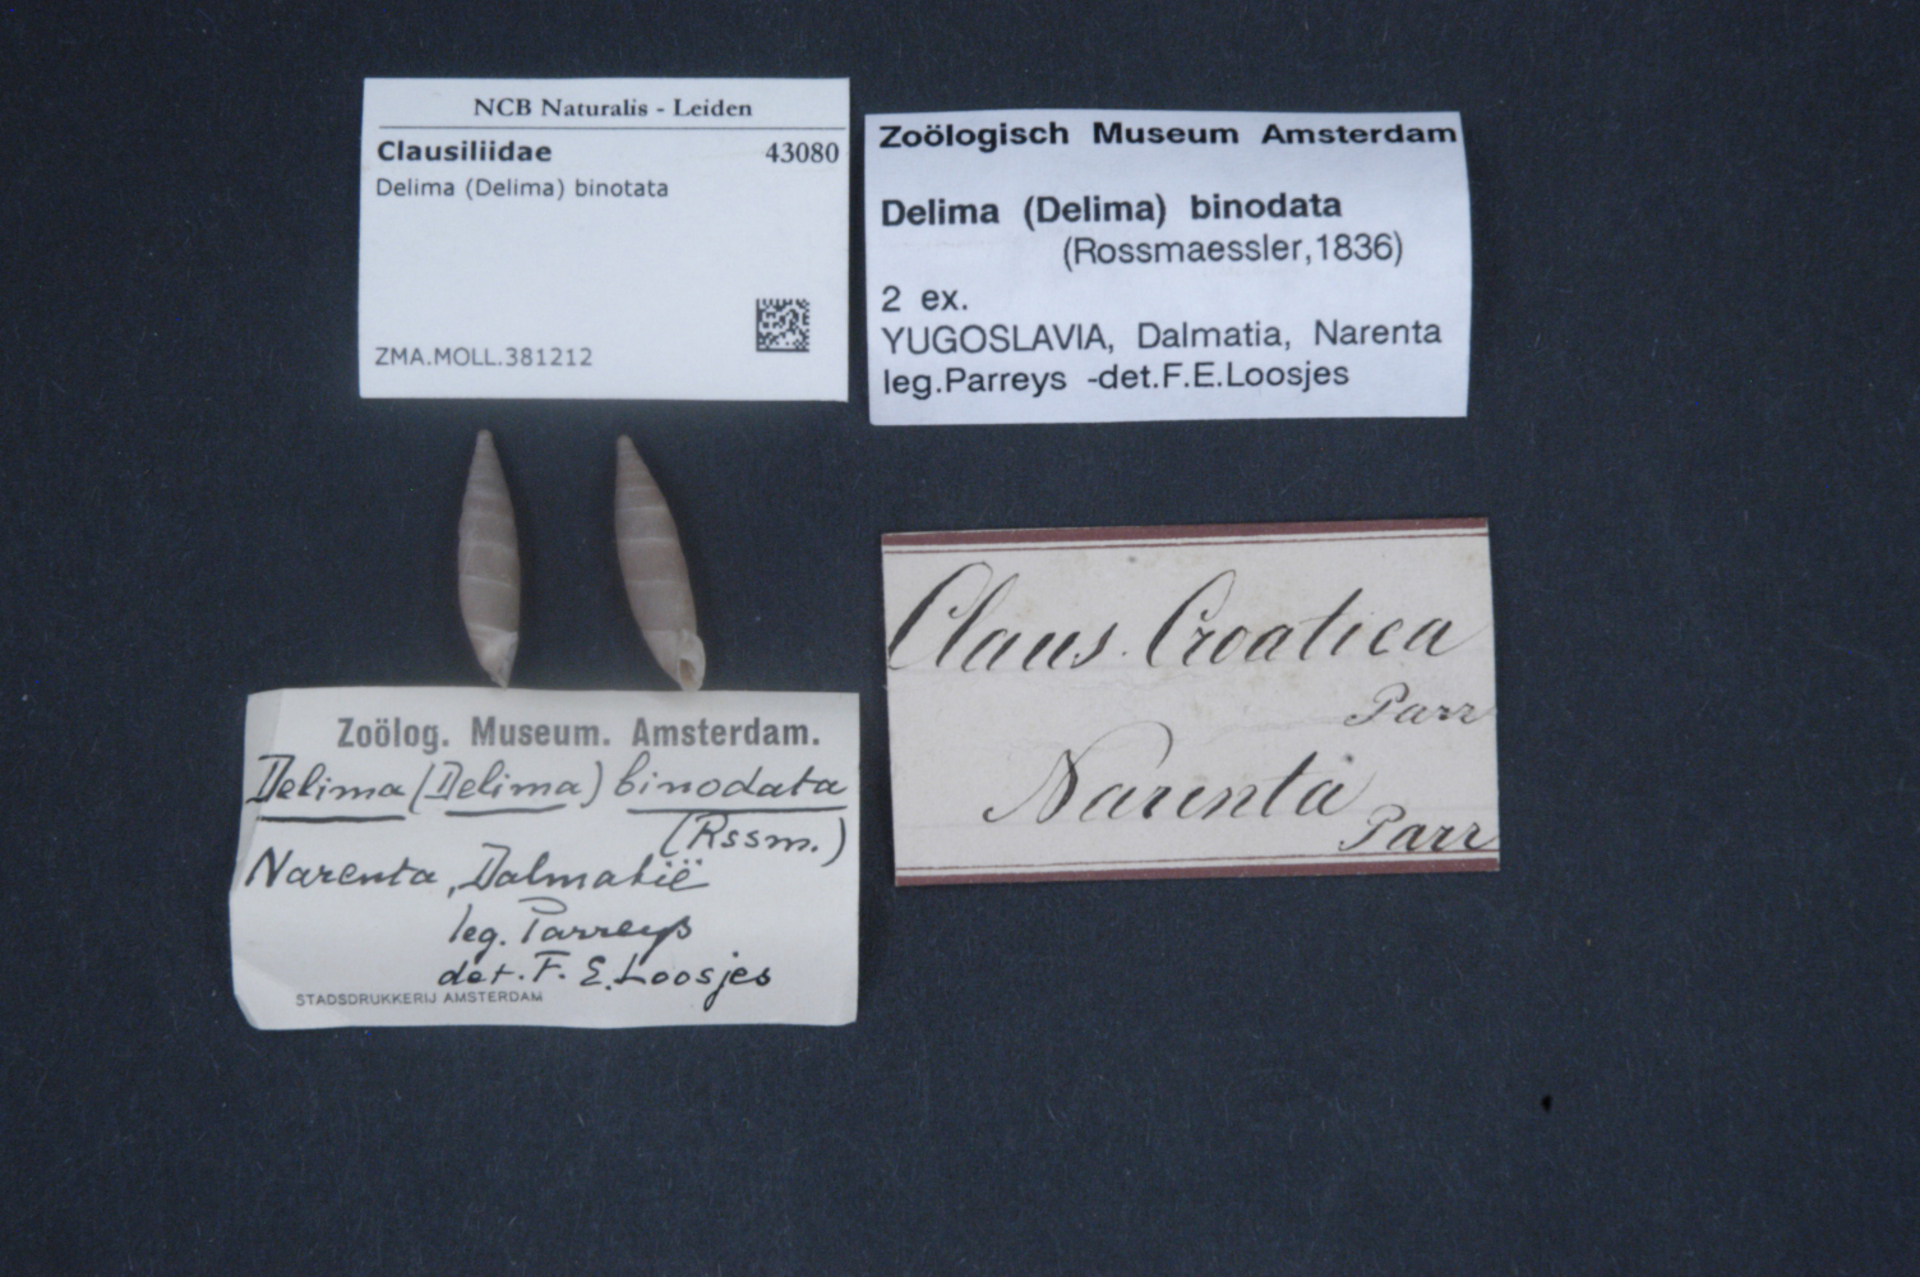 NCB Naturalis - Leiden
Clausiliidae 43080
Delima (Delima) binotata
ZMA.MOLL.381212
Zoölogisch Museum Amsterdam
Delima (Delima) binodata
(Rossmaessler,1836)
2 ex.
YUGOSLAVIA, Dalmatia, Narenta
leg.Parreys -det.F.E.Loosjes
Zoölog. Museum. Amsterdam.
Delima (Delima) binodata
(Rssm.)
Narenta, Dalmatië
leg. Parreys
det. F. E. Loosjes
STADSDRUKKERIJ AMSTERDAM
Claus. Croatica
Parr
Narenta
Parr